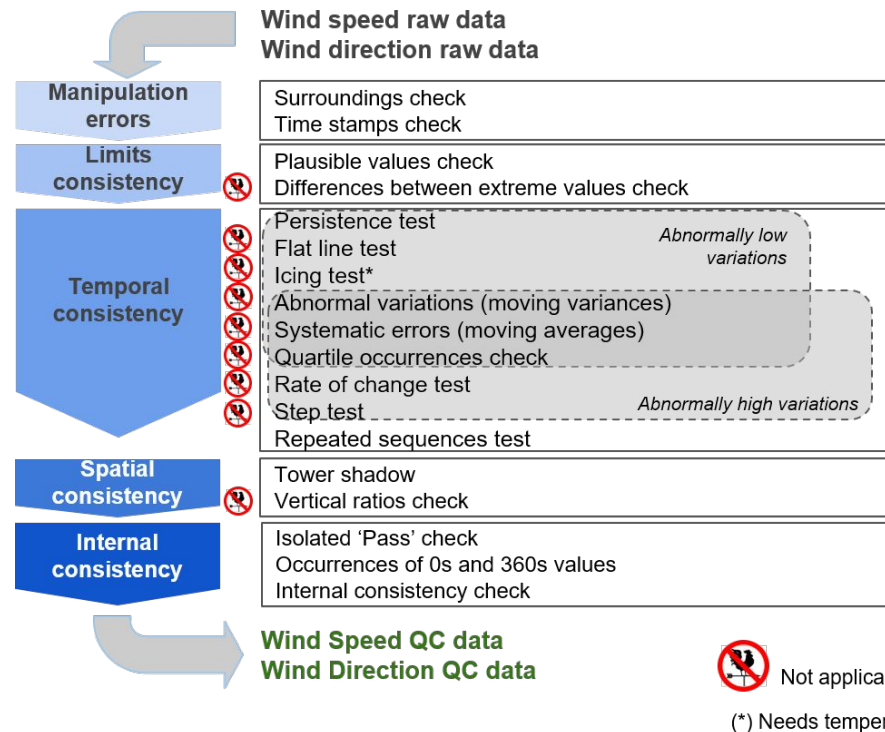 Wind speed raw data
Wind direction raw data
Manipulation
errors
Surroundings check
Time stamps check
Limits
consistency
Plausible values check
Differences between extreme values check
Temporal
consistency
Persistence test
Flat line test
Icing test*
Abnormal variations (moving variances)
Systematic errors (moving averages)
Quartile occurrences check
Rate of change test
Step test
Repeated sequences test
Abnormally low
variations
Abnormally high variations
Spatial
consistency
Tower shadow
Vertical ratios check
Internal
consistency
Isolated ‘Pass’ check
Occurrences of 0s and 360s values
Internal consistency check
Wind Speed QC data
Wind Direction QC data
Not applica
(*) Needs temper